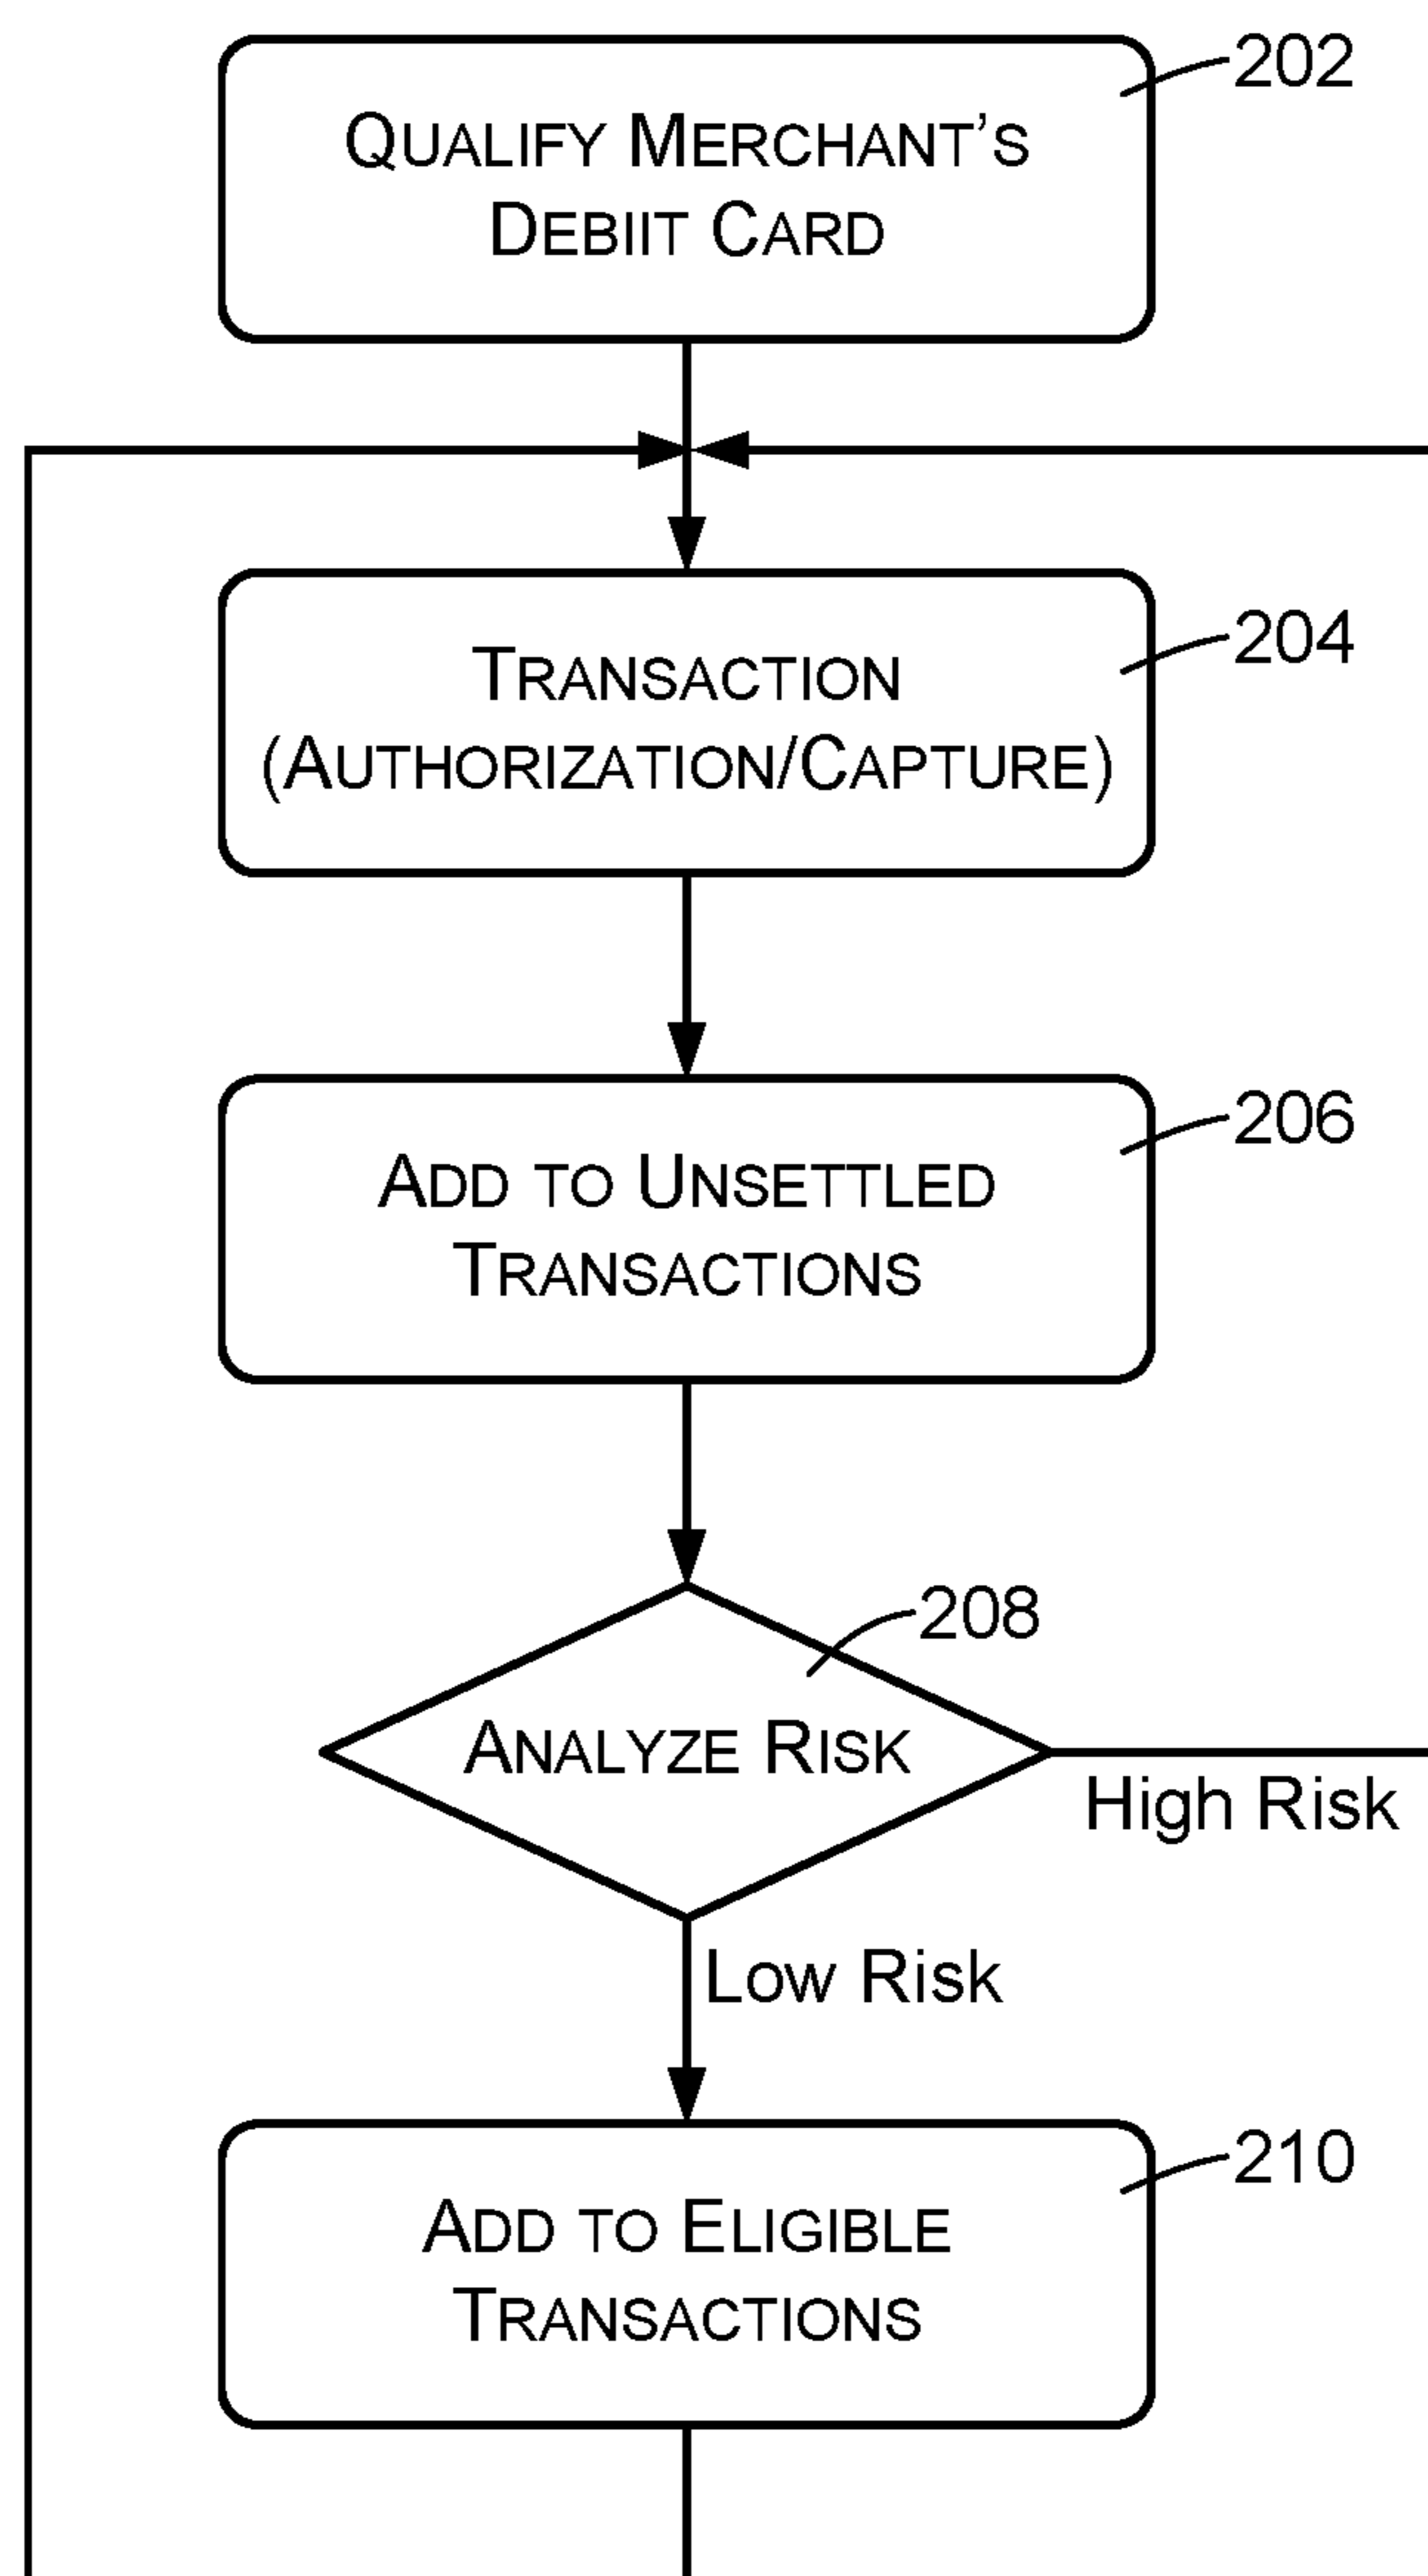 202
QUALIFY MERCHANT'S
DEBIIT CARD
204
TRANSACTION
(AUTHORIZATION/CAPTURE)
206
ADD TO UNSETTLED
TRANSACTIONS
208
ANALYZE RISK
High Risk
Low Risk
210
ADD TO ELIGIBLE
TRANSACTIONS